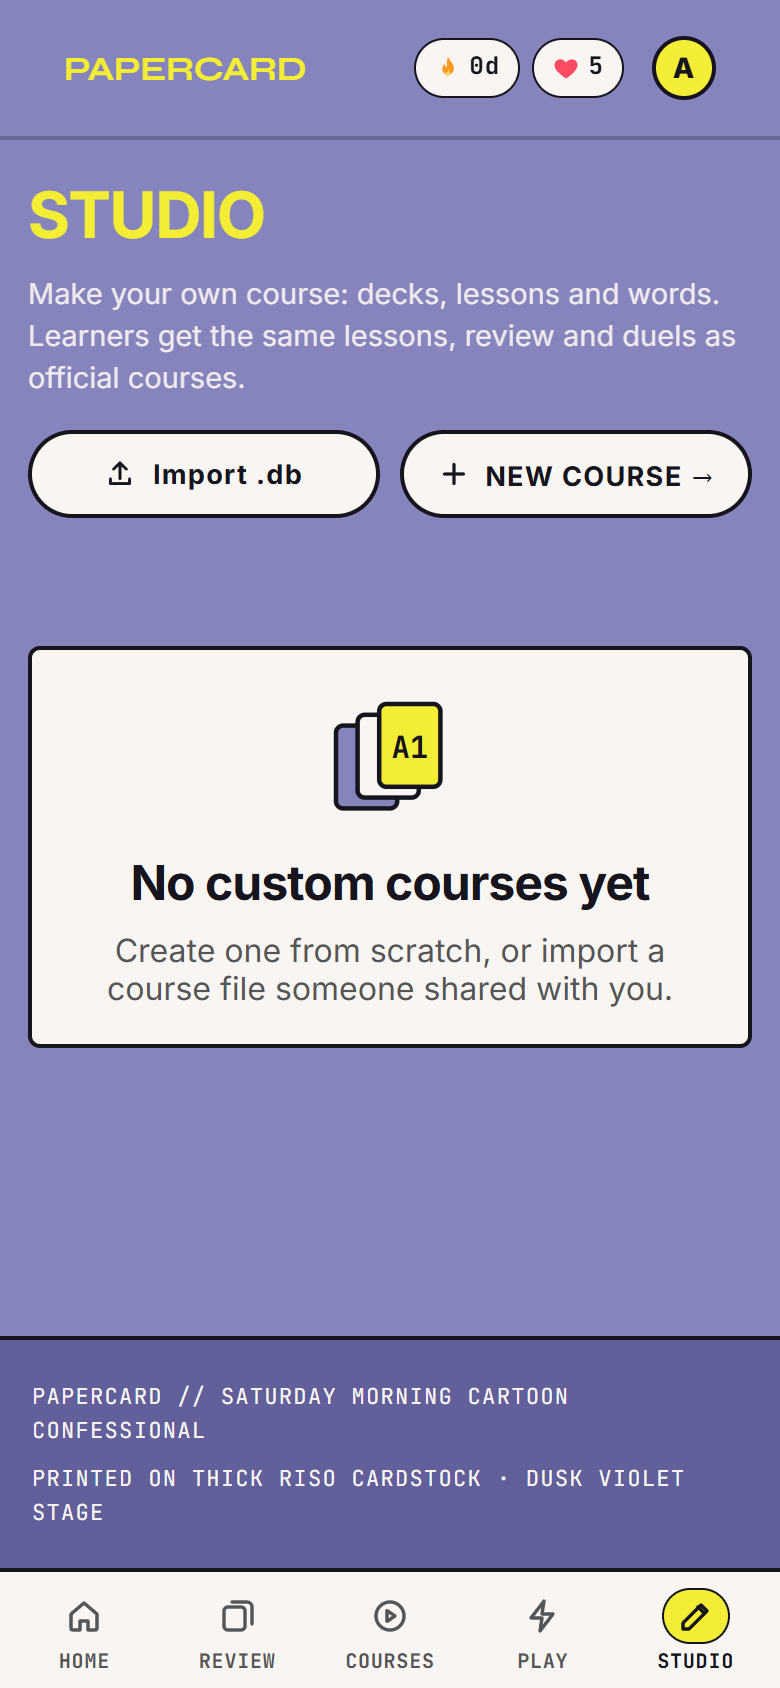 PAPERCARD
0d
5
A
STUDIO
Make your own course: decks, lessons and words.
Learners get the same lessons, review and duels as
official courses.
Import .db
NEW COURSE →
A1
No custom courses yet
Create one from scratch, or import a
course file someone shared with you.
PAPERCARD // SATURDAY MORNING CARTOON
CONFESSIONAL
PRINTED ON THICK RISO CARDSTOCK · DUSK VIOLET
STAGE
HOME
REVIEW
COURSES
PLAY
STUDIO